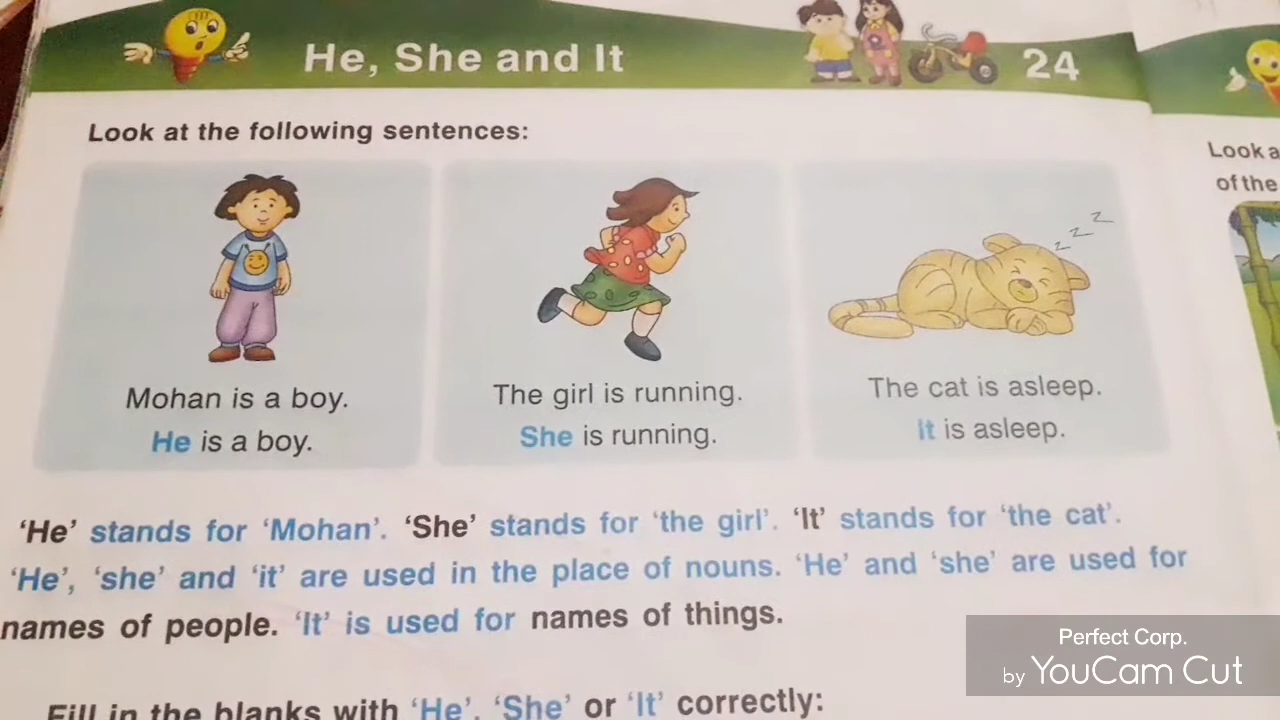 He, She and It
24
Look at the following sentences:
z z z
Mohan is a boy.
He is a boy.
The girl is running.
She is running.
The cat is asleep.
It is asleep.
‘He’ stands for ‘Mohan’. ‘She’ stands for ‘the girl’. ‘It’ stands for ‘the cat’.
‘He’, ‘she’ and ‘it’ are used in the place of nouns. ‘He’ and ‘she’ are used for
names of people. ‘It’ is used for names of things.
Fill in the blanks with ‘He’, ‘She’ or ‘It’ correctly:
Look a
of the
Perfect Corp.
by YouCam Cut